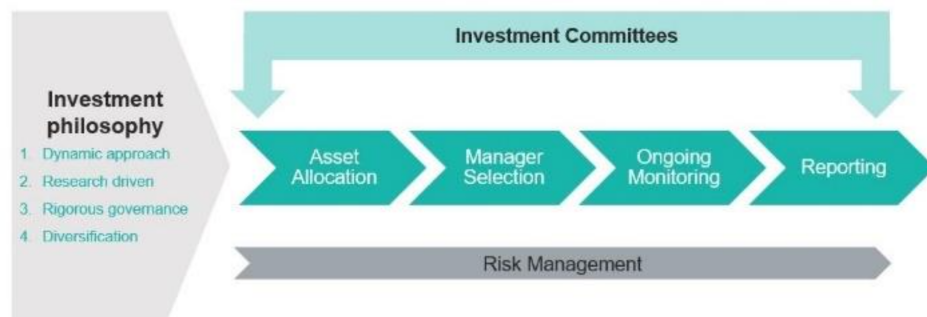 Investment Committees
Investment
philosophy
1. Dynamic approach
2. Research driven
3. Rigorous governance
4. Diversification
Asset
Allocation
Manager
Selection
Ongoing
Monitoring
Reporting
Risk Management